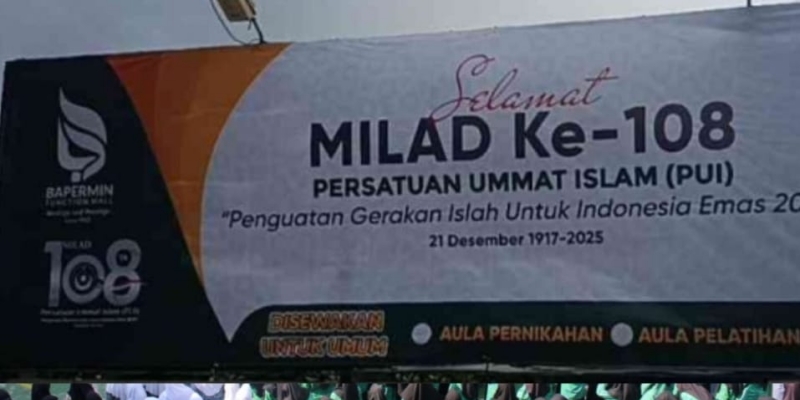 Selamat
MILAD Ke-108
PERSATUAN UMMAT ISLAM (PUI)
"Penguatan Gerakan Islah Untuk Indonesia Emas 20
21 Desember 1917-2025
BAPERMIN
FUNCTION HALL
MILAD
108
Persatuan Ummat Islam (PUI)
DISEWAKAN
UNTUK UMUM
AULA PERNIKAHAN
AULA PELATIHAN